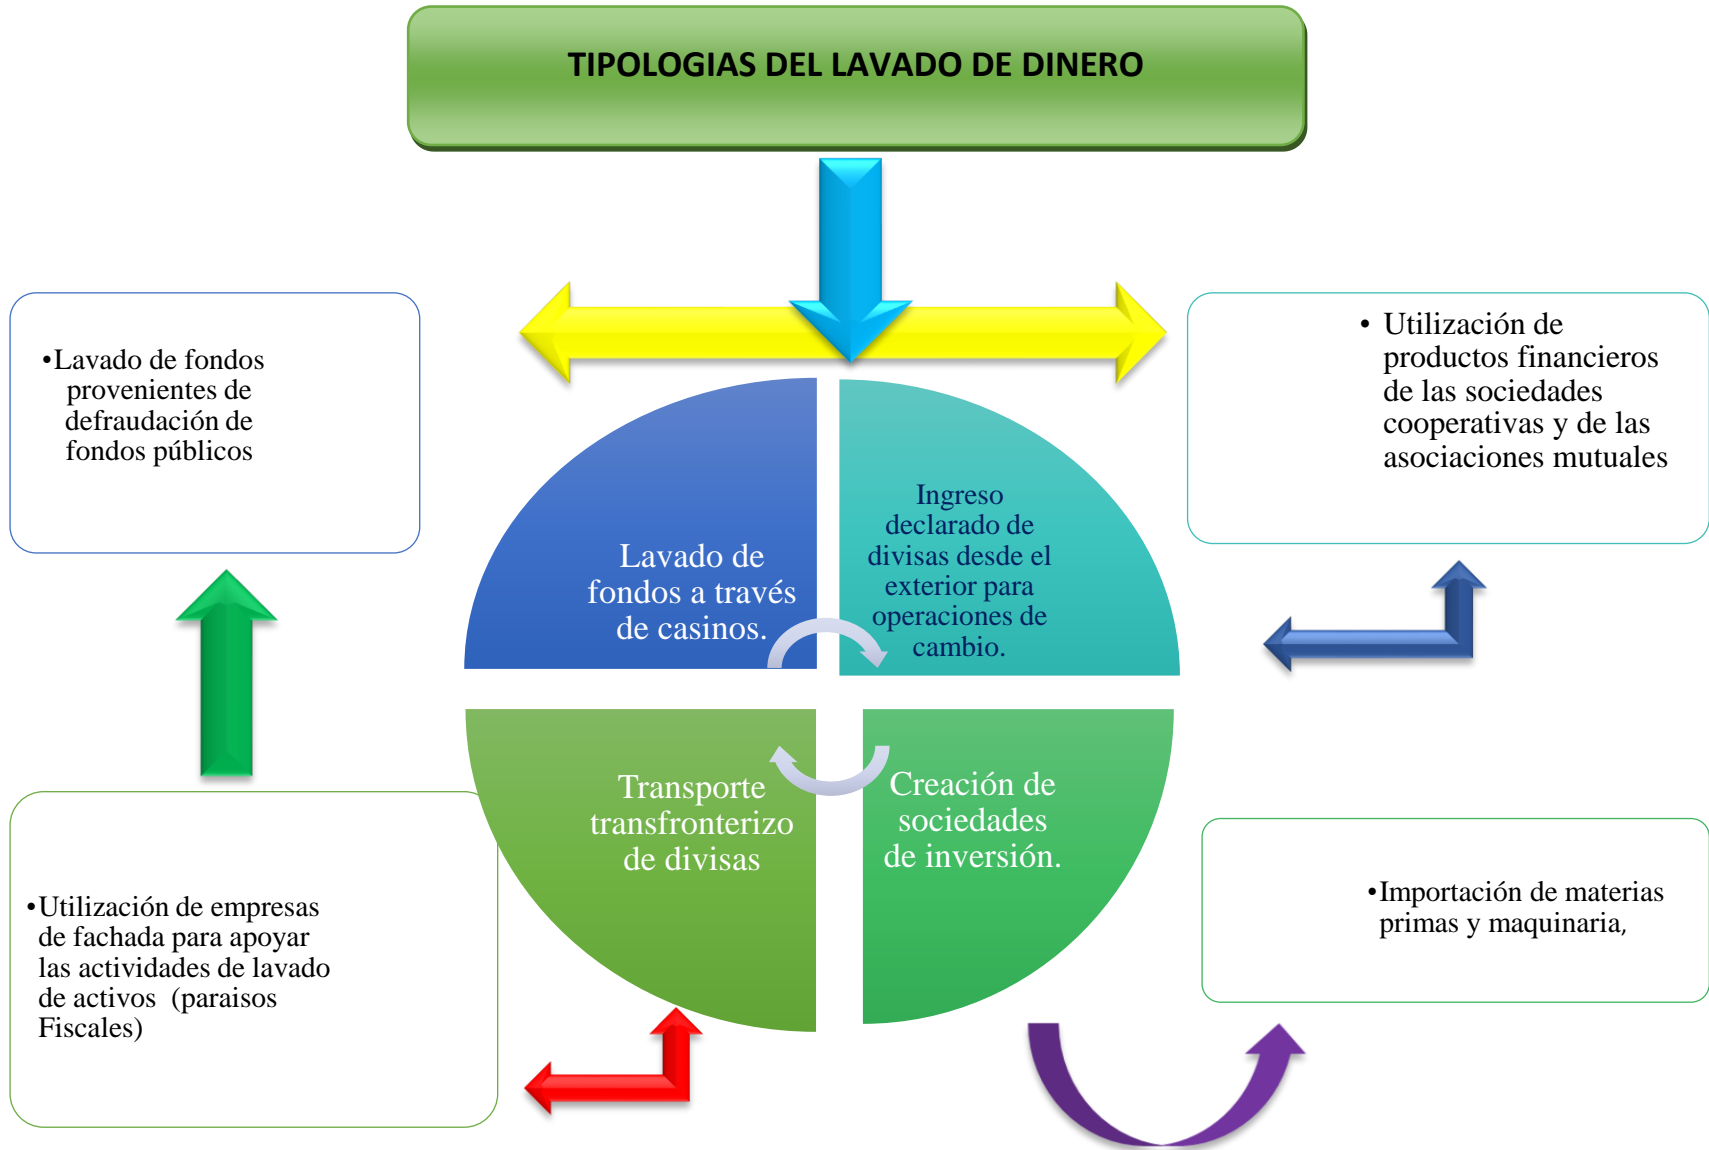 TIPOLOGIAS DEL LAVADO DE DINERO
•Lavado de fondos
provenientes de
defraudación de
fondos públicos
• Utilización de
productos financieros
de las sociedades
cooperativas y de las
asociaciones mutuales
Lavado de
fondos a través
de casinos.
Ingreso
declarado de
divisas desde el
exterior para
operaciones de
cambio.
Transporte
transfronterizo
de divisas
Creación de
sociedades
de inversión.
•Utilización de empresas
de fachada para apoyar
las actividades de lavado
de activos (paraisos
Fiscales)
•Importación de materias
primas y maquinaria,